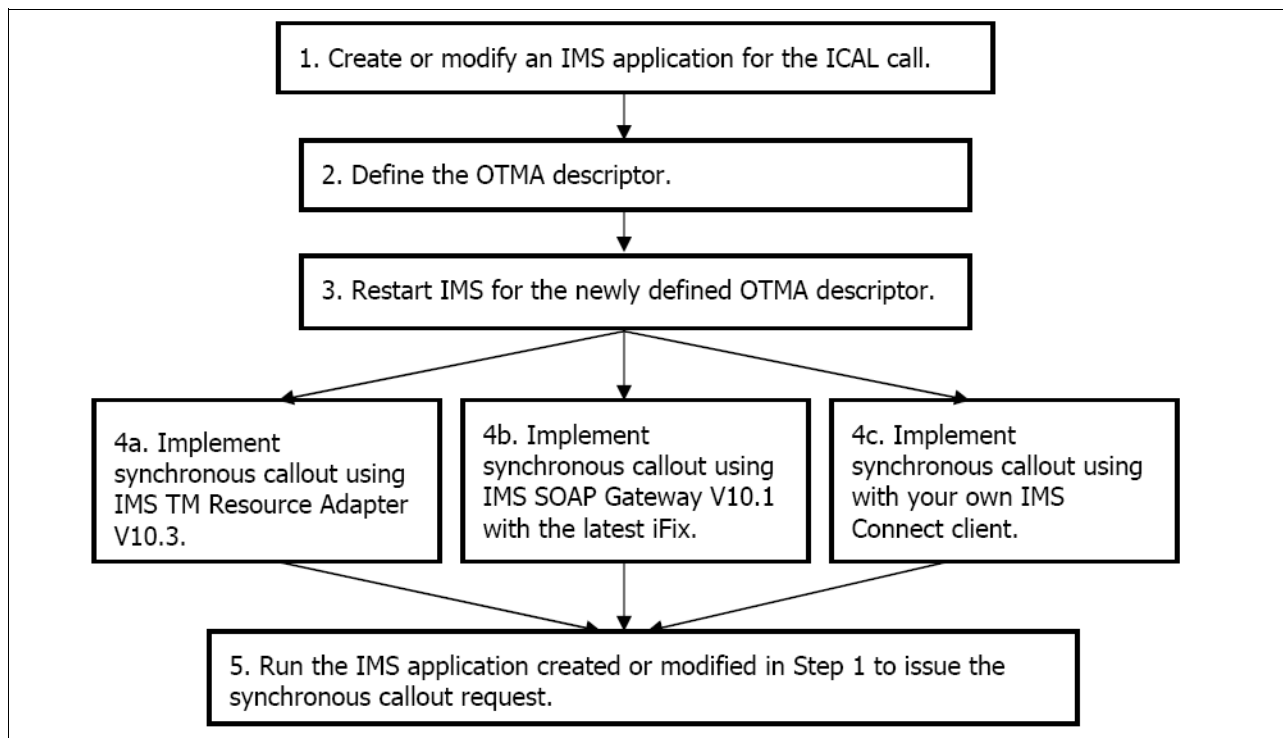 1. Create or modify an IMS application for the ICAL call.
2. Define the OTMA descriptor.
3. Restart IMS for the newly defined OTMA descriptor.
4a. Implement
synchronous callout using
IMS TM Resource Adapter
V10.3.
4b. Implement
synchronous callout using
IMS SOAP Gateway V10.1
with the latest iFix.
4c. Implement
synchronous callout using
with your own IMS
Connect client.
5. Run the IMS application created or modified in Step 1 to issue the
synchronous callout request.